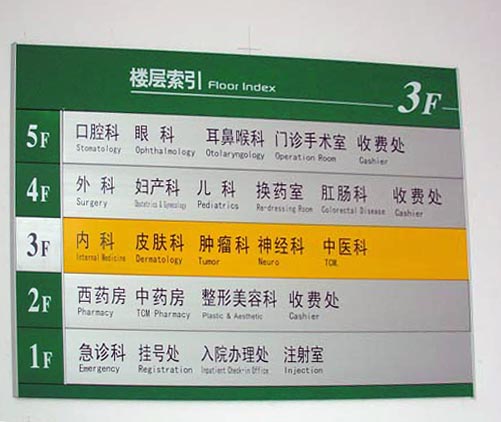 楼层索引 Floor Index
3F
5F 口腔科 眼科 耳鼻喉科 门诊手术室 收费处
Stomatology Ophthalmology Otolaryngology Operation Room Cashier
4F 外科 妇产科 儿科 换药室 肛肠科 收费处
Surgery Obstetrics & Gynecology Pediatrics Re-dressing Room Colorectal Disease Cashier
3F 内科 皮肤科 肿瘤科 神经科 中医科
Internal Medicine Dermatology Tumor Neuro TCM.
2F 西药房 中药房 整形美容科 收费处
Pharmacy TCM Pharmacy Plastic & Aesthetic Cashier
1F 急诊科 挂号处 入院办理处 注射室
Emergency Registration Inpatient Check-in Office Injection